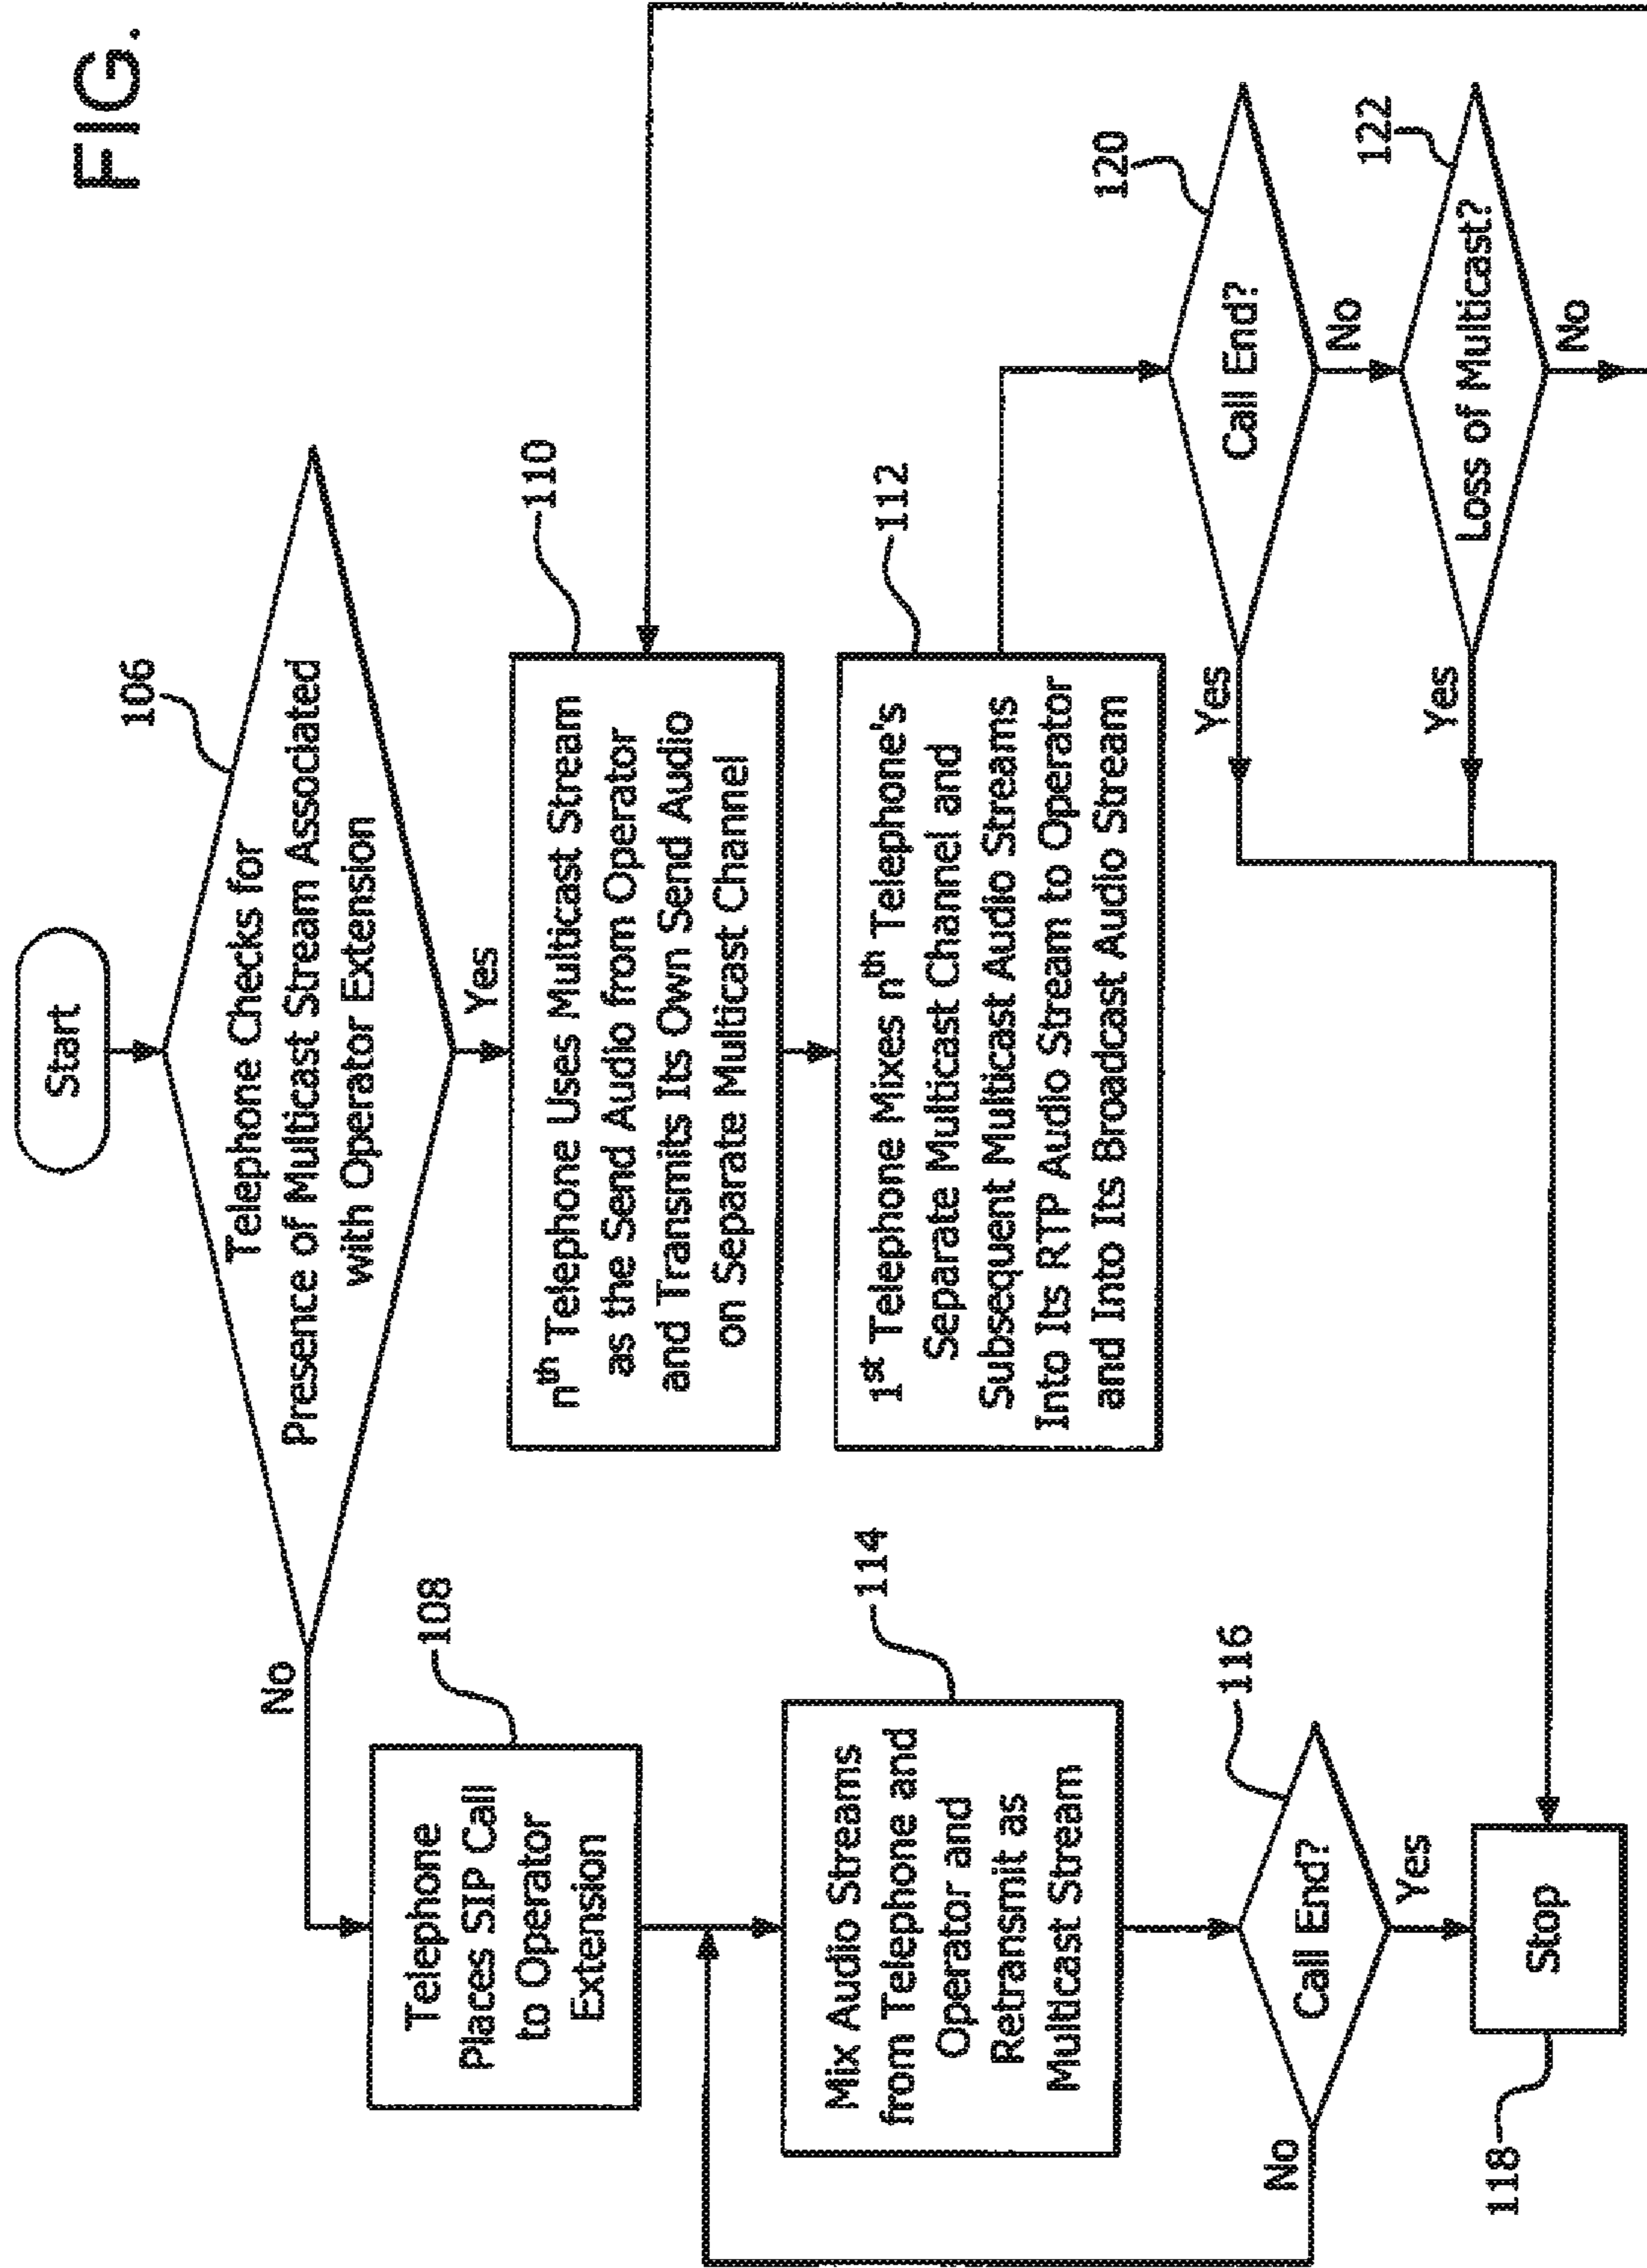 FIG.
Start
106
Telephone Checks for
Presence of Multicast Stream Associated
with Operator Extension
No
Yes
108
Telephone
Places SIP Call
to Operator
Extension
110
nth Telephone Uses Multicast Stream
as the Send Audio from Operator
and Transmits Its Own Send Audio
on Separate Multicast Channel
112
1st Telephone Mixes nth Telephone's
Separate Multicast Channel and
Subsequent Multicast Audio Streams
Into Its RTP Audio Stream to Operator
and Into Its Broadcast Audio Stream
114
Mix Audio Streams
from Telephone and
Operator and
Retransmit as
Multicast Stream
116
Call End?
No
Yes
118
Stop
120
Call End?
Yes
No
122
Loss of Multicast?
Yes
No